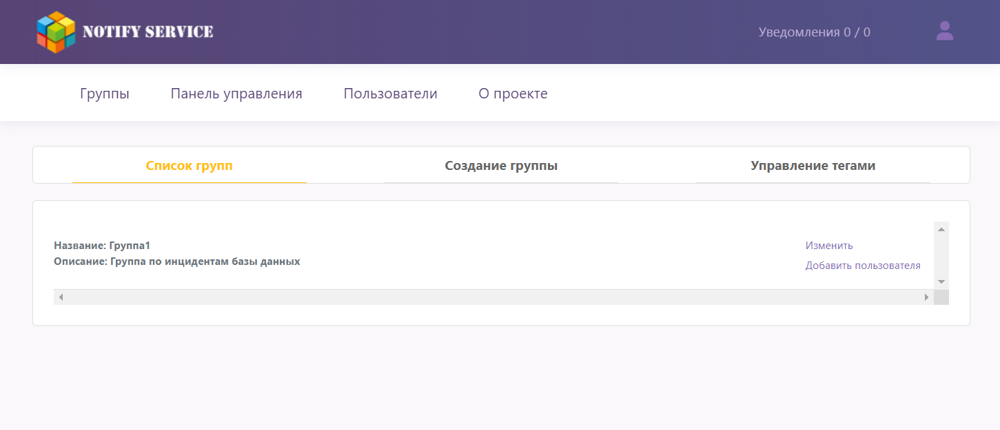 NOTIFY SERVICE
Уведомления 0 / 0
Группы Панель управления Пользователи О проекте
Список групп Создание группы Управление тегами
Название: Группа1
Описание: Группа по инцидентам базы данных
Изменить
Добавить пользователя